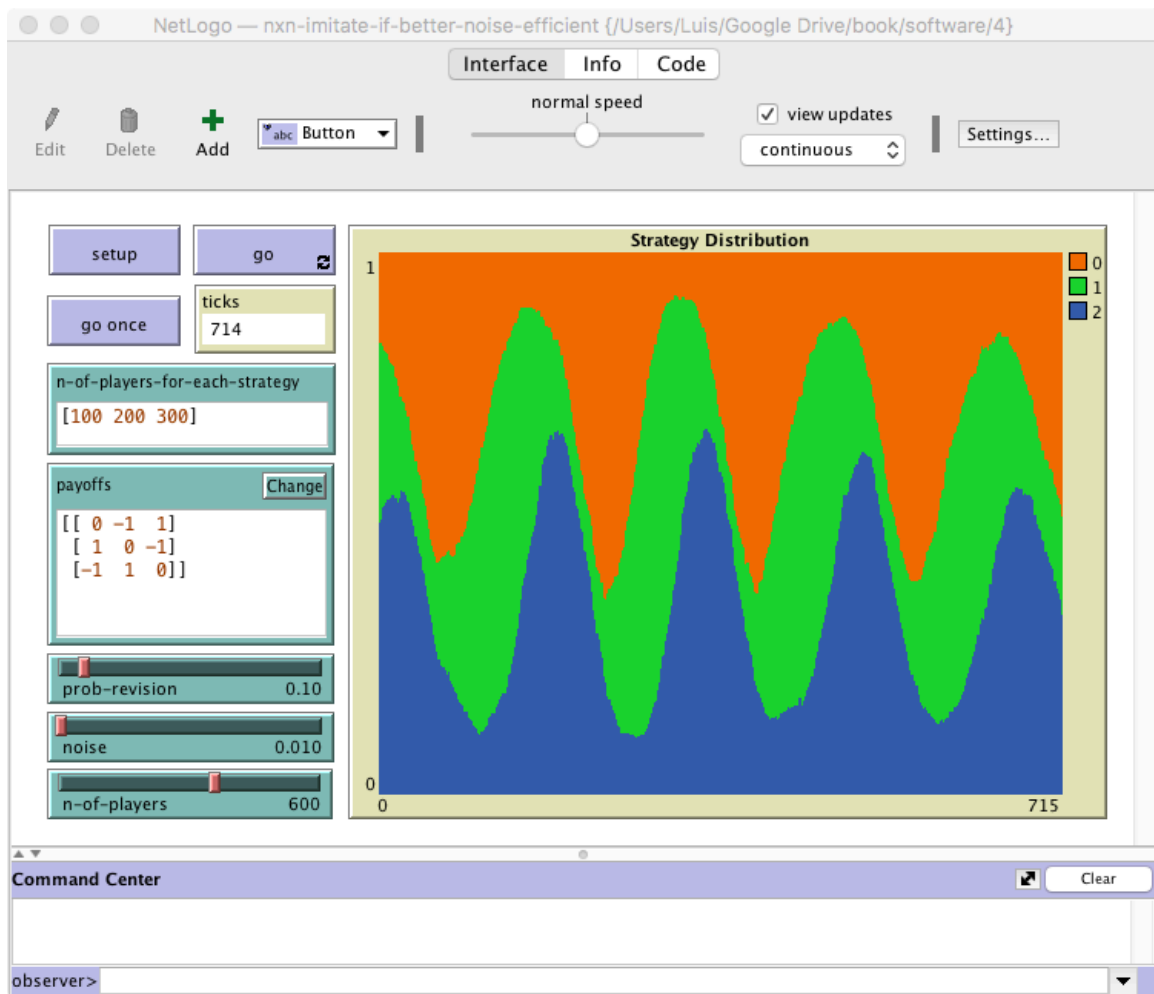 NetLogo — nxn-imitate-if-better-noise-efficient {/Users/Luis/Google Drive/book/software/4}
Interface Info Code
Edit Delete Add abc Button normal speed view updates continuous Settings...
setup go
go once
ticks
714
n-of-players-for-each-strategy
[100 200 300]
payoffs Change
[[ 0 -1 1]
[ 1 0 -1]
[-1 1 0]]
prob-revision 0.10
noise 0.010
n-of-players 600
Strategy Distribution
1
0
0 715
0
1
2
Command Center Clear
observer>